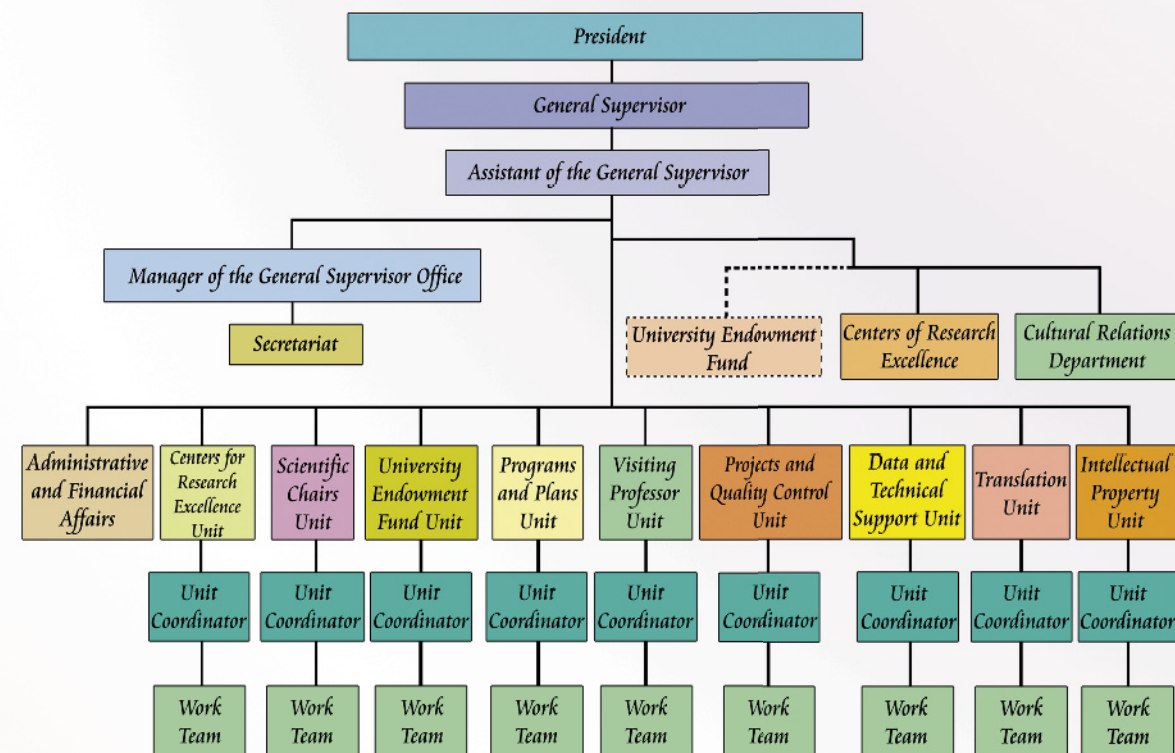 President
General Supervisor
Assistant of the General Supervisor
Manager of the General Supervisor Office
Secretariat
University Endowment
Fund
Centers of Research
Excellence
Cultural Relations
Department
Administrative
and Financial
Affairs
Centers for
Research
Excellence
Unit
Scientific
Chairs
Unit
University
Endowment
Fund Unit
Programs
and Plans
Unit
Visiting
Professor
Unit
Projects and
Quality Control
Unit
Data and
Technical
Support Unit
Translation
Unit
Intellectual
Property
Unit
Unit
Coordinator
Unit
Coordinator
Unit
Coordinator
Unit
Coordinator
Unit
Coordinator
Unit
Coordinator
Unit
Coordinator
Unit
Coordinator
Unit
Coordinator
Work
Team
Work
Team
Work
Team
Work
Team
Work
Team
Work
Team
Work
Team
Work
Team
Work
Team